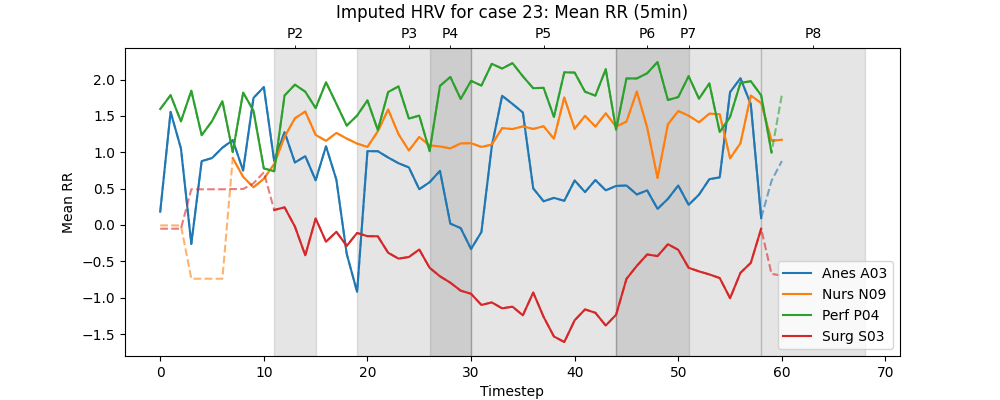 Imputed HRV for case 23: Mean RR (5min)
P2 P3 P4 P5 P6 P7 P8
Mean RR
2.0
1.5
1.0
0.5
0.0
−0.5
−1.0
−1.5
Anes A03
Nurs N09
Perf P04
Surg S03
0 10 20 30 40 50 60 70
Timestep